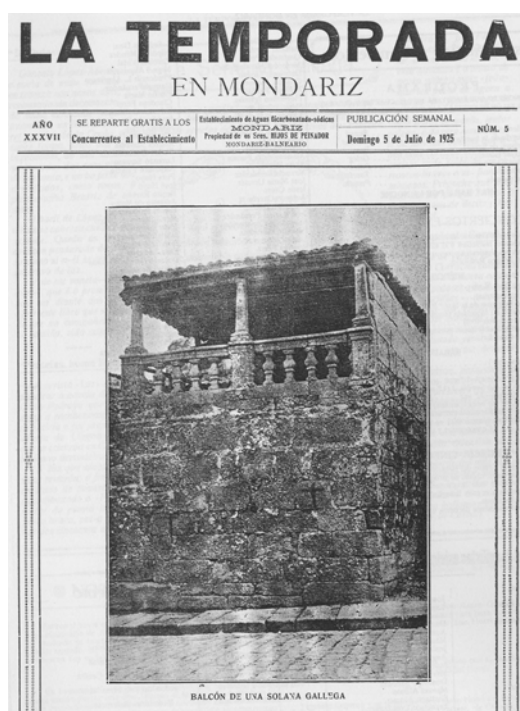 LA TEMPORADA
EN MONDARIZ
AÑO
XXXVII
SE REPARTE GRATIS A LOS
Concurrentes al Establecimiento
Establecimiento de Aguas Bicarbonatado-sódicas
MONDARIZ
Propiedad de los Sres. HIJOS DE PEINADOR
MONDARIZ-BALNEARIO
PUBLICACIÓN SEMANAL
Domingo 5 de Julio de 1925
NÚM. 5
BALCÓN DE UNA SOLANA GALLEGA